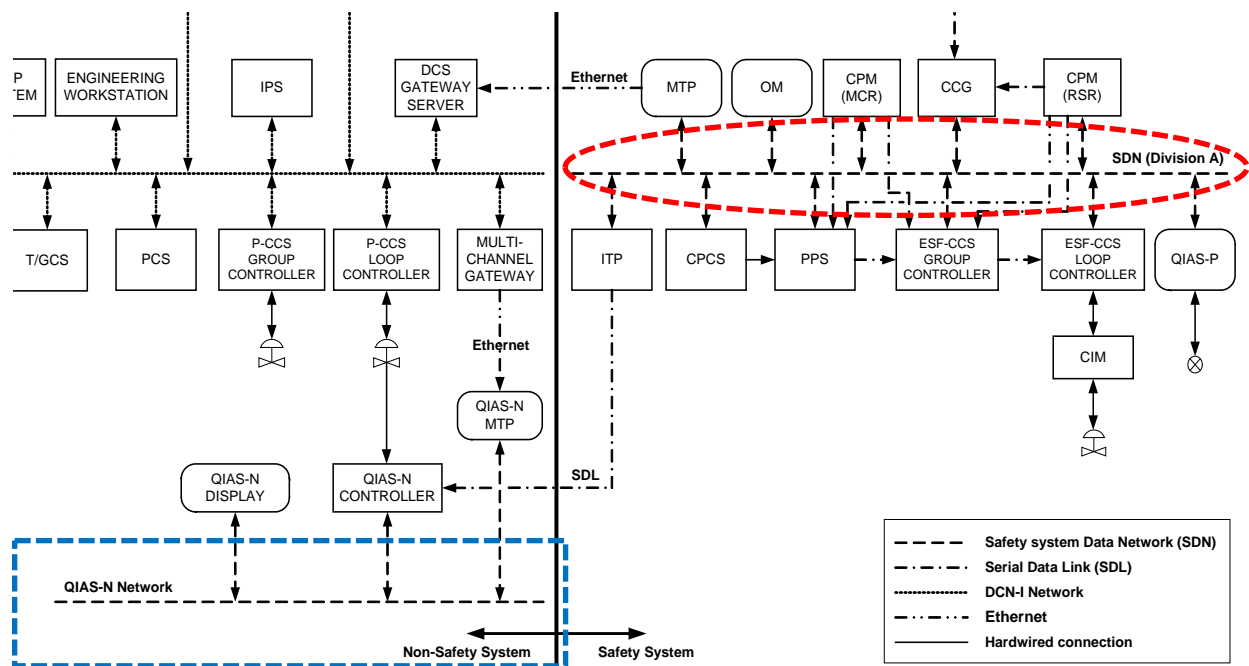 P
TEM
ENGINEERING
WORKSTATION
IPS
DCS
GATEWAY
SERVER
Ethernet
MTP
OM
CPM
(MCR)
CCG
CPM
(RSR)
SDN (Division A)
T/GCS
PCS
P-CCS
GROUP
CONTROLLER
P-CCS
LOOP
CONTROLLER
MULTI-
CHANNEL
GATEWAY
ITP
CPCS
PPS
ESF-CCS
GROUP
CONTROLLER
ESF-CCS
LOOP
CONTROLLER
QIAS-P
Ethernet
CIM
QIAS-N
MTP
QIAS-N
DISPLAY
QIAS-N
CONTROLLER
SDL
QIAS-N Network
Non-Safety System
Safety System
Safety system Data Network (SDN)
Serial Data Link (SDL)
DCN-I Network
Ethernet
Hardwired connection